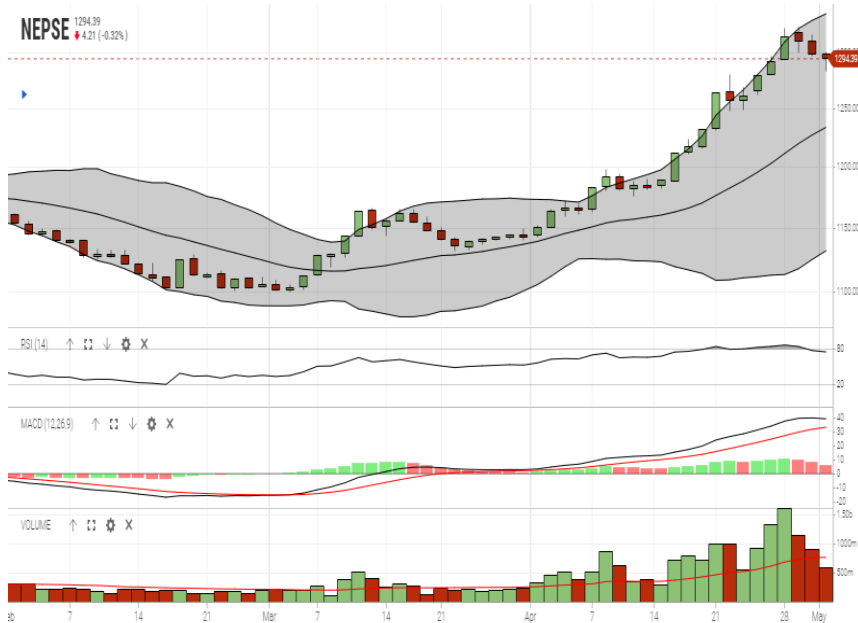 NEPSE 1294.39
4.21 (-0.32%)
1294.39
1250.00
1200.00
1150.00
1100.00
RSI (14)
80
20
MACD (12,26,9)
40
30
20
10
0
-10
-20
VOLUME
1.50b
1000m
500m
eb 7 14 21 Mar 7 14 21 Apr 7 14 21 28 May